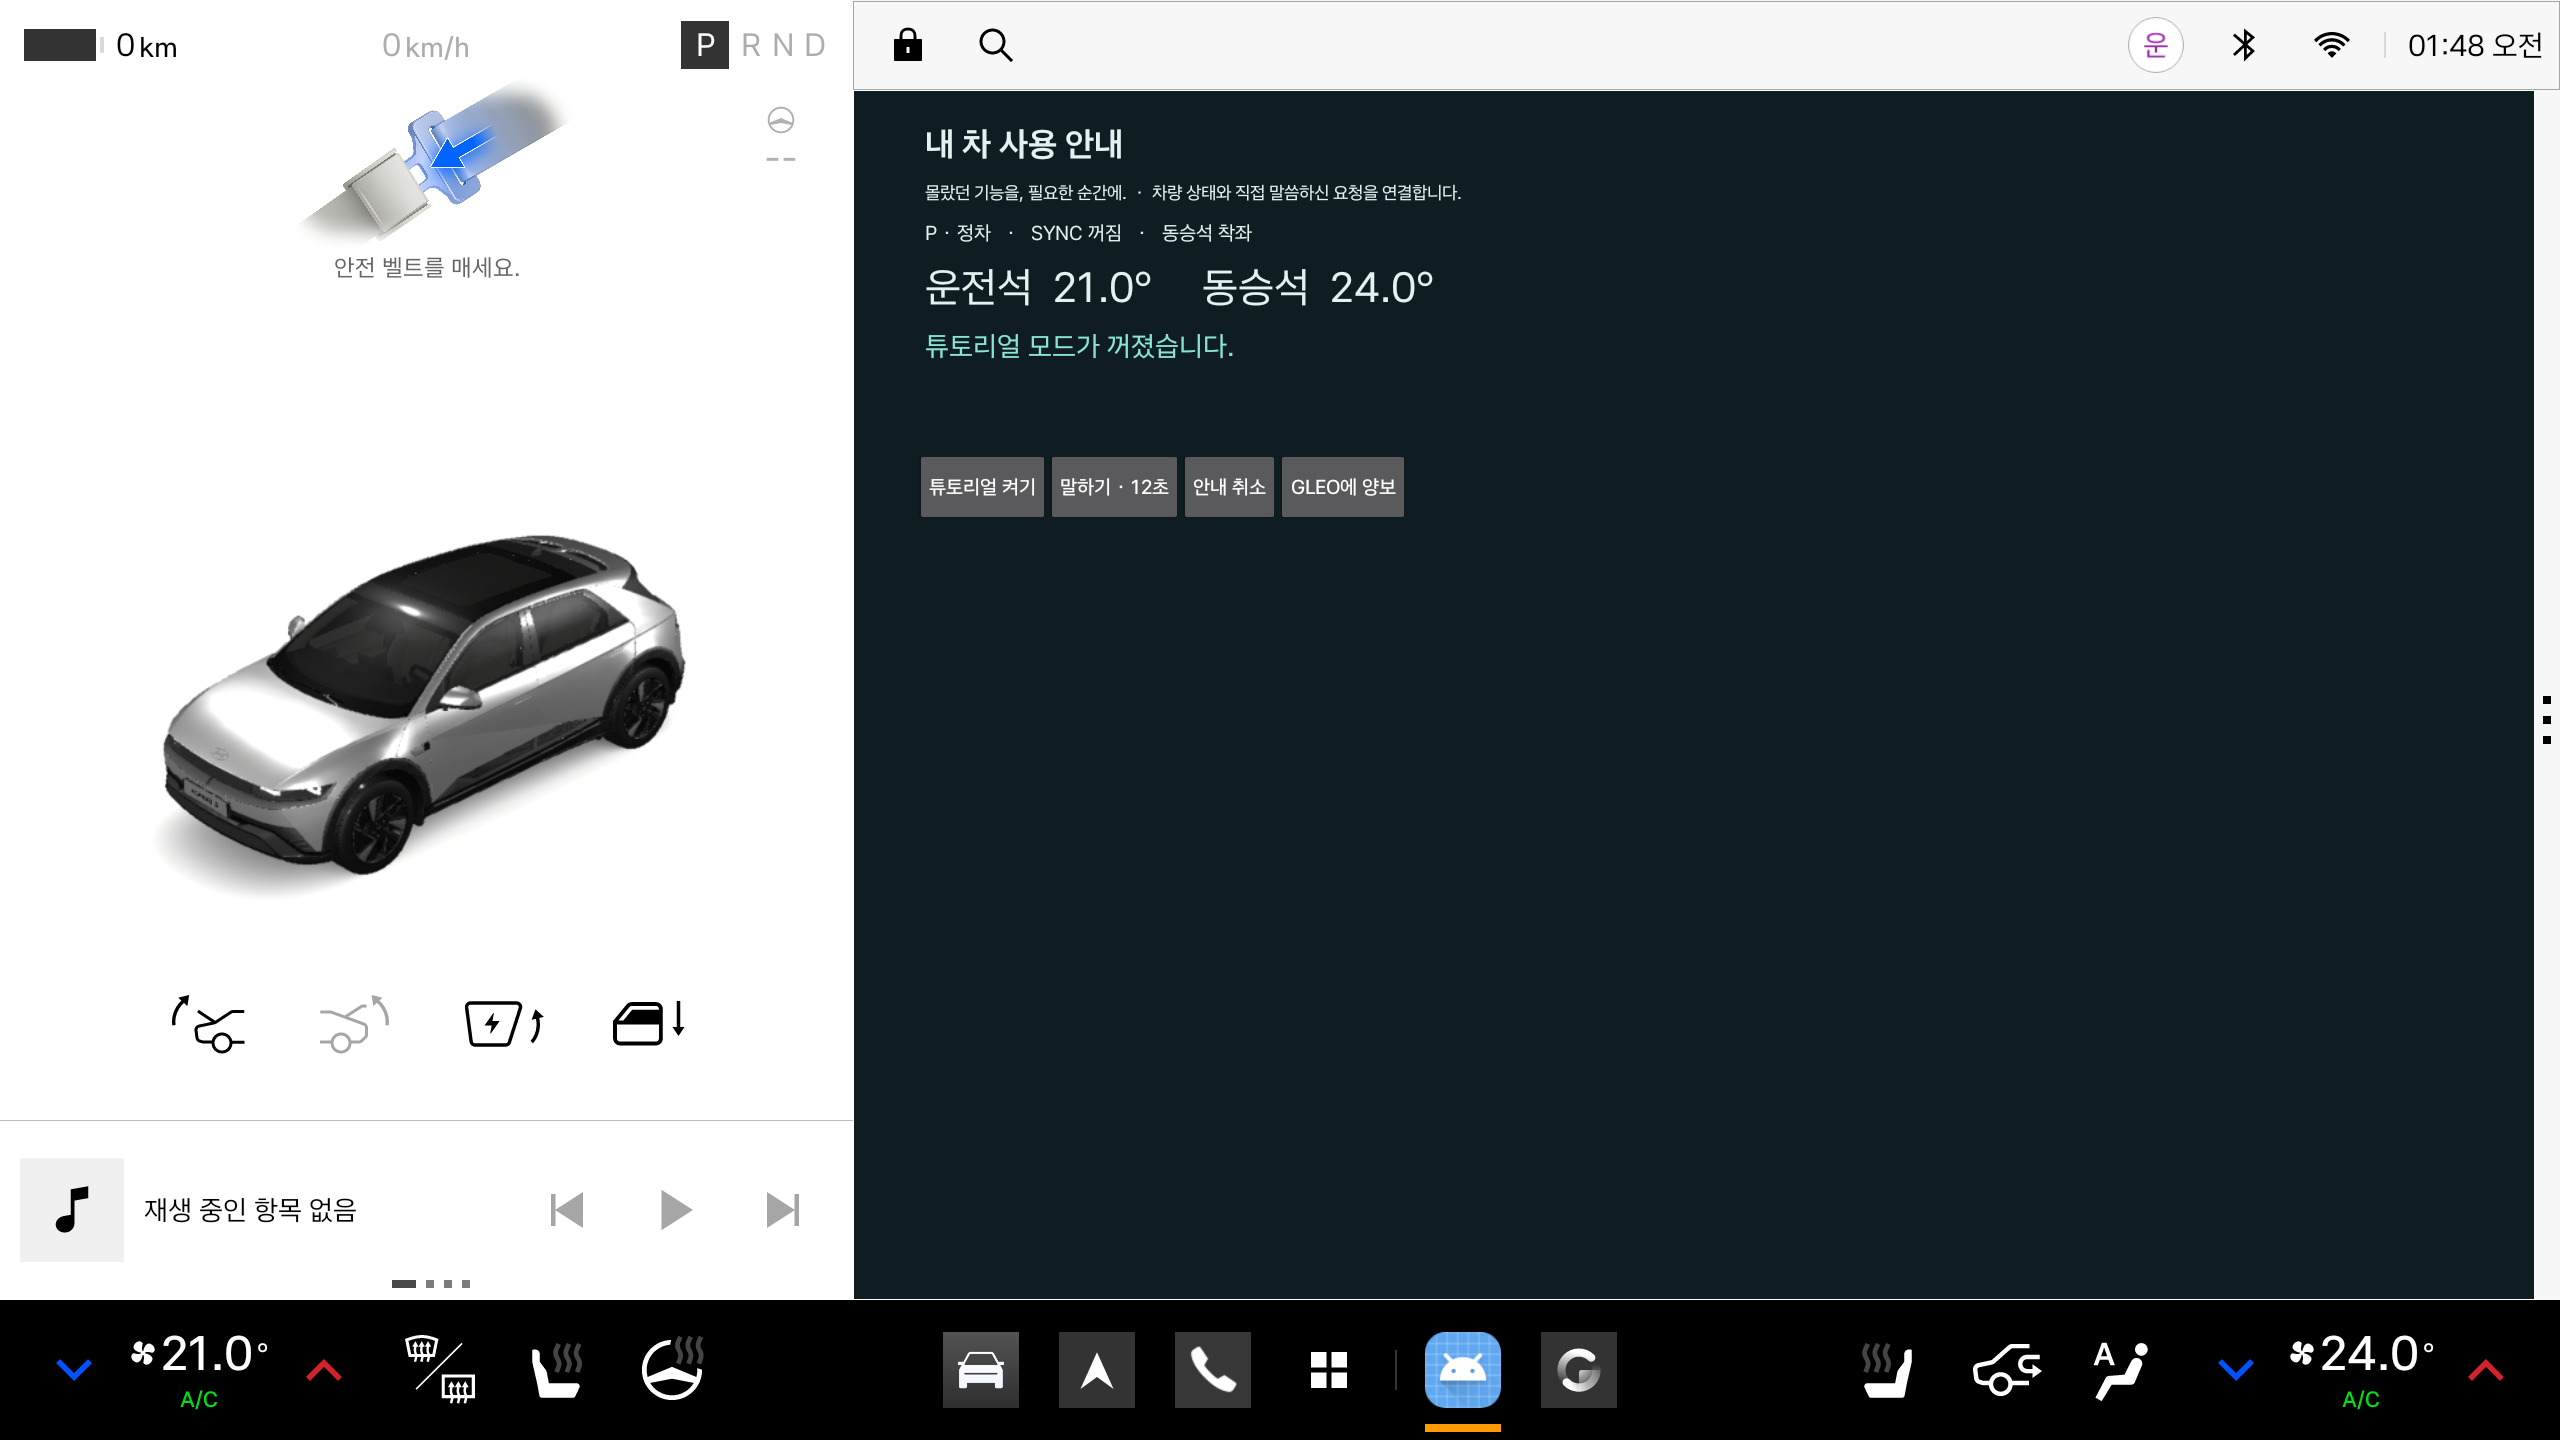 0 km
0 km/h
P R N D
01:48 오전
운
안전 벨트를 매세요.
내 차 사용 안내
몰랐던 기능을, 필요한 순간에. · 차량 상태와 직접 말씀하신 요청을 연결합니다.
P · 정차 · SYNC 꺼짐 · 동승석 착좌
운전석 21.0° 동승석 24.0°
튜토리얼 모드가 꺼졌습니다.
튜토리얼 켜기
말하기 · 12초
안내 취소
GLEO에 양보
재생 중인 항목 없음
21.0°
A/C
A
24.0°
A/C